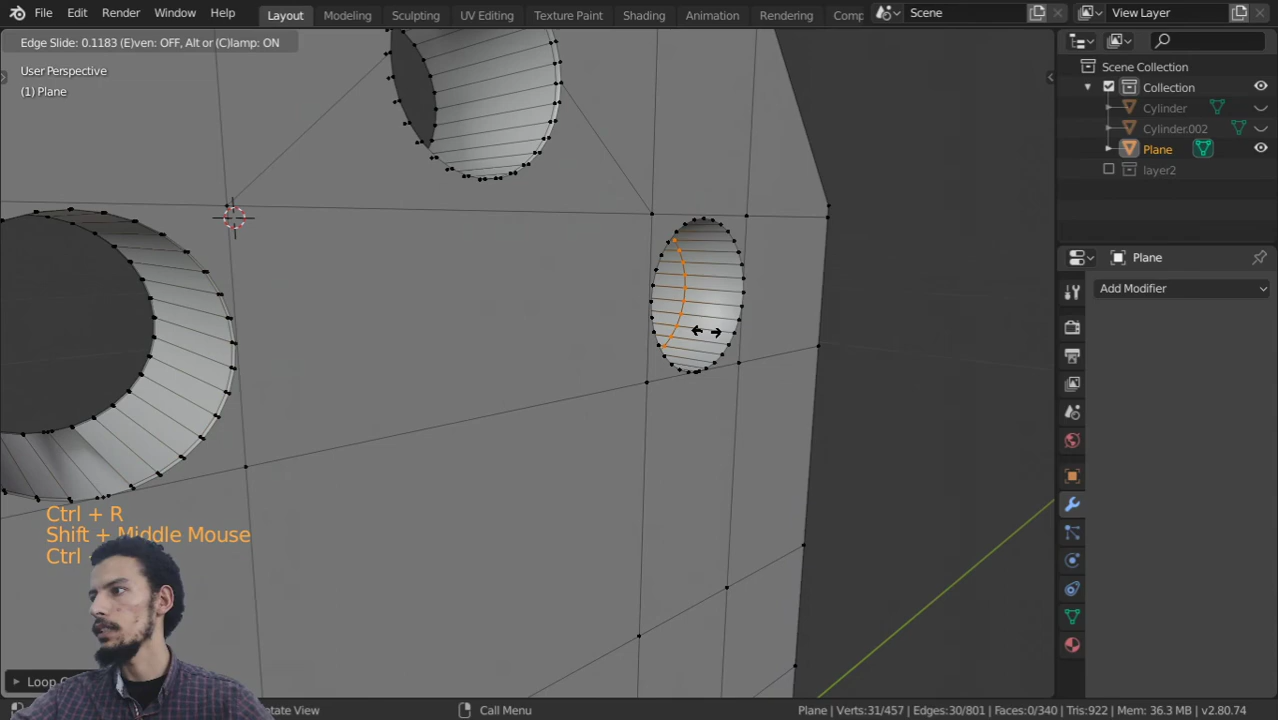 File Edit Render Window Help Layout Modeling Sculpting UV Editing Texture Paint Shading Animation Rendering Comp Scene View Layer
Edge Slide: 0.1183 (E)ven: OFF, Alt or (C)lamp: ON
User Perspective
(1) Plane
Scene Collection
Collection
Cylinder
Cylinder.002
Plane
layer2
Plane
Add Modifier
Ctrl + R
Shift + Middle Mouse
Ctrl
Loop
Rotate View Call Menu Plane | Verts:31/457 | Edges:30/801 | Faces:0/340 | Tris:922 | Mem: 36.3 MB | v2.80.74